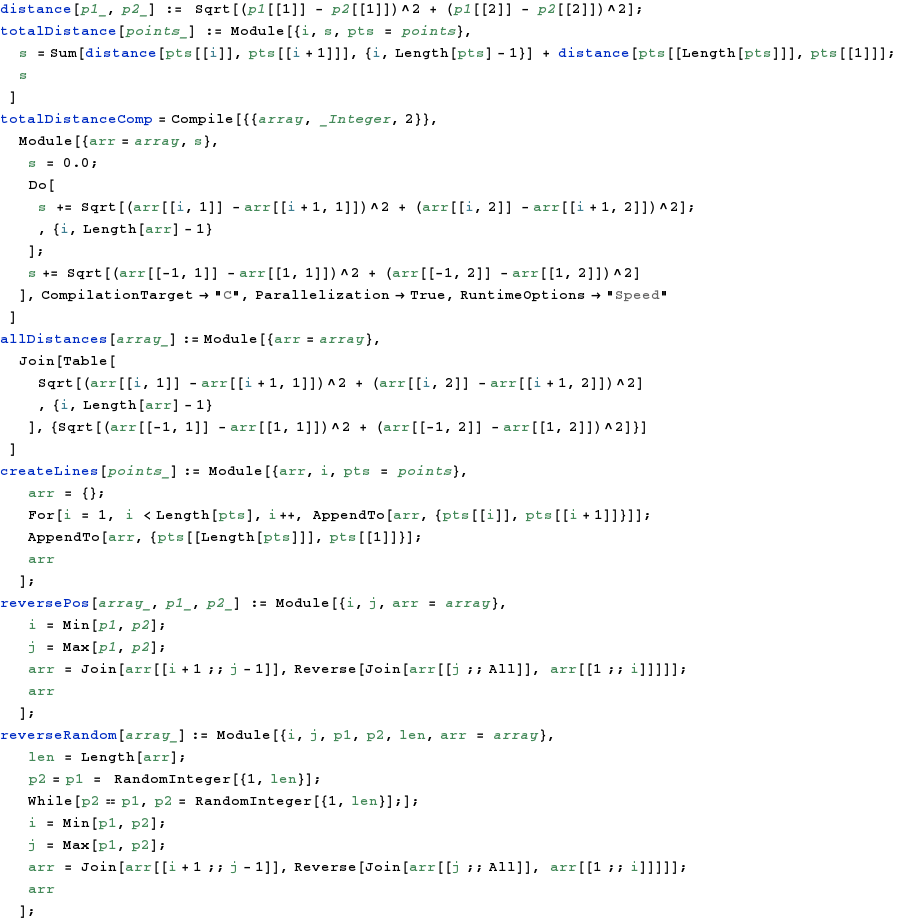 distance[p1_, p2_] := Sqrt[(p1[[1]] - p2[[1]])^2 + (p1[[2]] - p2[[2]])^2];
totalDistance[points_] := Module[{i, s, pts = points},
s = Sum[distance[pts[[i]], pts[[i+1]]], {i, Length[pts] - 1}] + distance[pts[[Length[pts]]], pts[[1]]];
s
]
totalDistanceComp = Compile[{{array, _Integer, 2}},
Module[{arr = array, s},
s = 0.0;
Do[
s += Sqrt[(arr[[i, 1]] - arr[[i+1, 1]])^2 + (arr[[i, 2]] - arr[[i+1, 2]])^2];
, {i, Length[arr] - 1}
];
s += Sqrt[(arr[[-1, 1]] - arr[[1, 1]])^2 + (arr[[-1, 2]] - arr[[1, 2]])^2]
], CompilationTarget → "C", Parallelization → True, RuntimeOptions → "Speed"
]
allDistances[array_] := Module[{arr = array},
Join[Table[
Sqrt[(arr[[i, 1]] - arr[[i+1, 1]])^2 + (arr[[i, 2]] - arr[[i+1, 2]])^2]
, {i, Length[arr] - 1}
], {Sqrt[(arr[[-1, 1]] - arr[[1, 1]])^2 + (arr[[-1, 2]] - arr[[1, 2]])^2]}]
]
createLines[points_] := Module[{arr, i, pts = points},
arr = {};
For[i = 1, i < Length[pts], i++, AppendTo[arr, {pts[[i]], pts[[i+1]]}]];
AppendTo[arr, {pts[[Length[pts]]], pts[[1]]}];
arr
];
reversePos[array_, p1_, p2_] := Module[{i, j, arr = array},
i = Min[p1, p2];
j = Max[p1, p2];
arr = Join[arr[[i+1 ;; j-1]], Reverse[Join[arr[[j ;; All]], arr[[1 ;; i]]]]];
arr
];
reverseRandom[array_] := Module[{i, j, p1, p2, len, arr = array},
len = Length[arr];
p2 = p1 = RandomInteger[{1, len}];
While[p2 == p1, p2 = RandomInteger[{1, len}];];
i = Min[p1, p2];
j = Max[p1, p2];
arr = Join[arr[[i+1 ;; j-1]], Reverse[Join[arr[[j ;; All]], arr[[1 ;; i]]]]];
arr
];